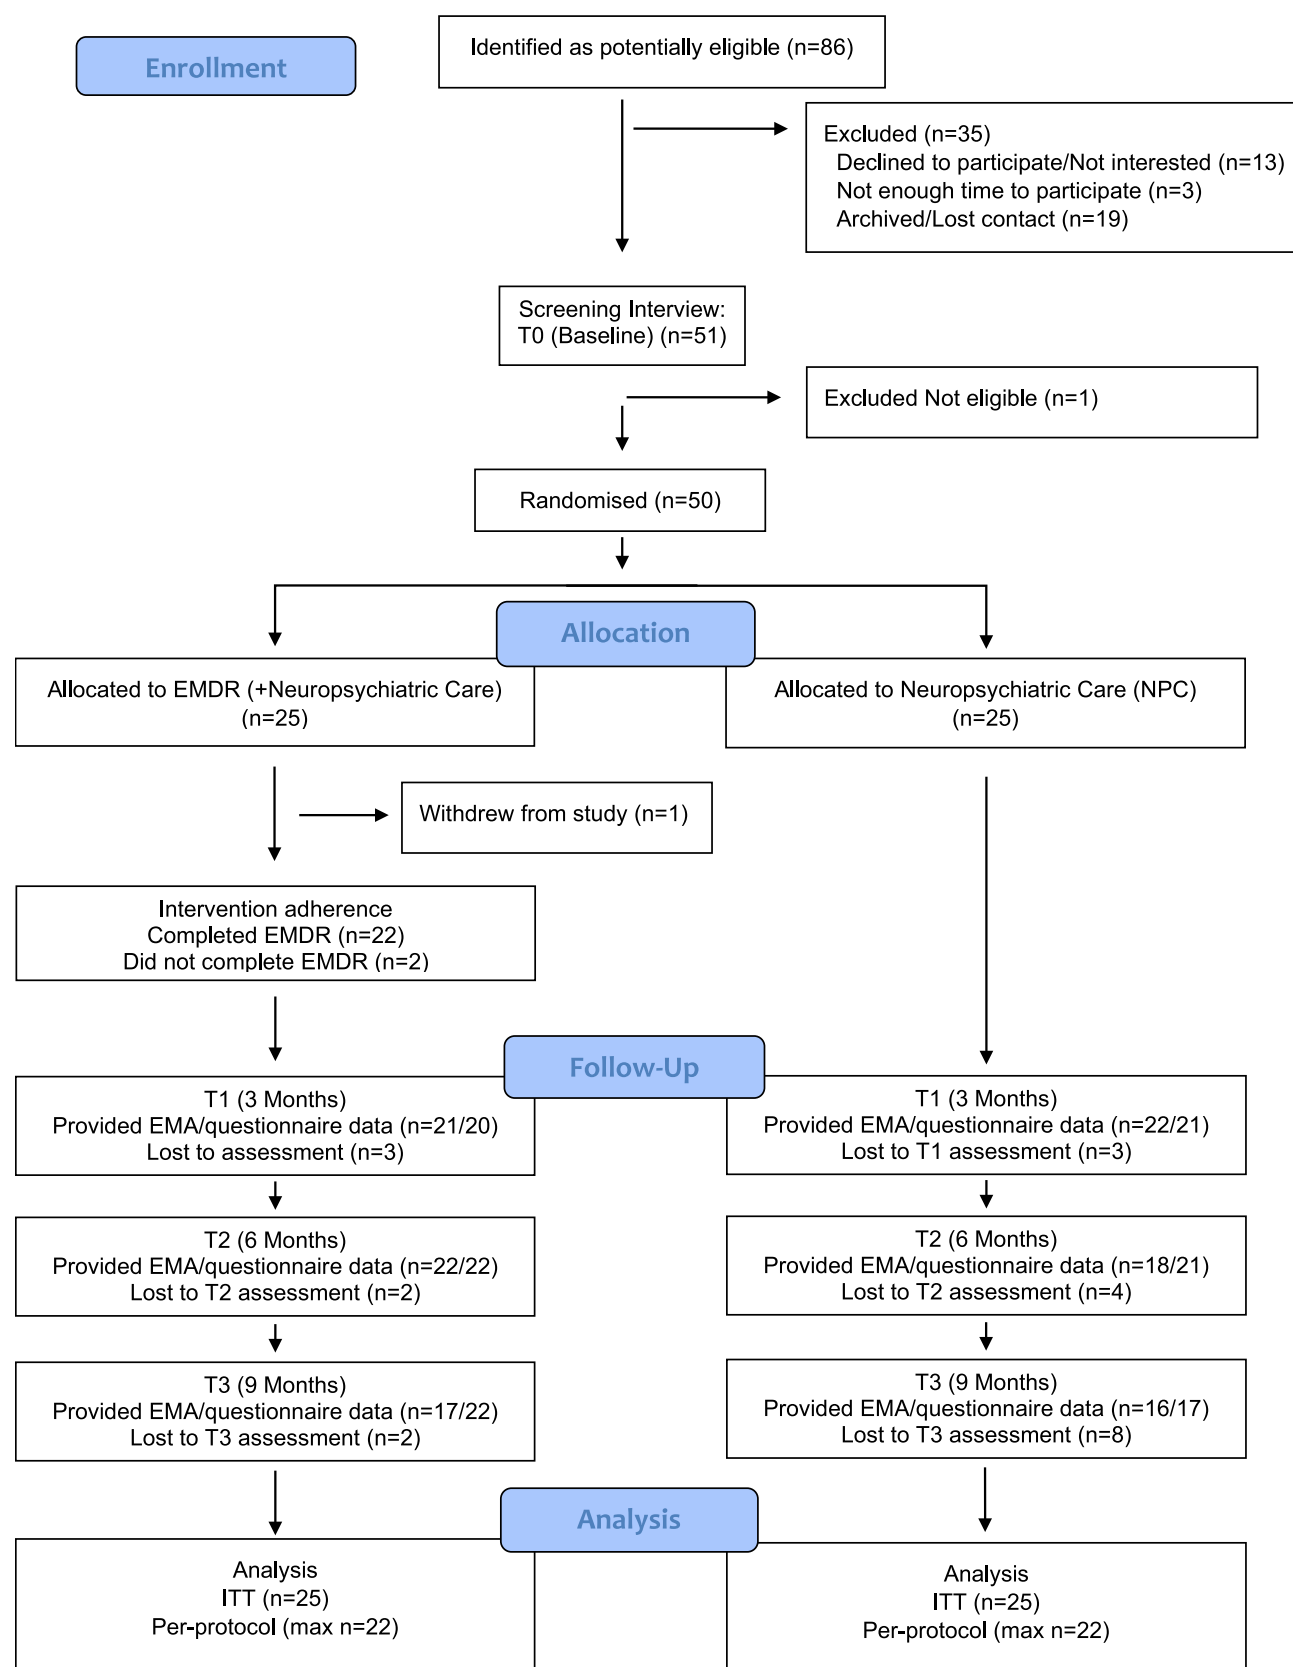 Enrollment
Identified as potentially eligible (n=86)
Excluded (n=35)
Declined to participate/Not interested (n=13)
Not enough time to participate (n=3)
Archived/Lost contact (n=19)
Screening Interview:
T0 (Baseline) (n=51)
Excluded Not eligible (n=1)
Randomised (n=50)
Allocation
Allocated to EMDR (+Neuropsychiatric Care)
(n=25)
Allocated to Neuropsychiatric Care (NPC)
(n=25)
Withdrew from study (n=1)
Intervention adherence
Completed EMDR (n=22)
Did not complete EMDR (n=2)
Follow-Up
T1 (3 Months)
Provided EMA/questionnaire data (n=21/20)
Lost to assessment (n=3)
T1 (3 Months)
Provided EMA/questionnaire data (n=22/21)
Lost to T1 assessment (n=3)
T2 (6 Months)
Provided EMA/questionnaire data (n=22/22)
Lost to T2 assessment (n=2)
T2 (6 Months)
Provided EMA/questionnaire data (n=18/21)
Lost to T2 assessment (n=4)
T3 (9 Months)
Provided EMA/questionnaire data (n=17/22)
Lost to T3 assessment (n=2)
T3 (9 Months)
Provided EMA/questionnaire data (n=16/17)
Lost to T3 assessment (n=8)
Analysis
Analysis
ITT (n=25)
Per-protocol (max n=22)
Analysis
ITT (n=25)
Per-protocol (max n=22)